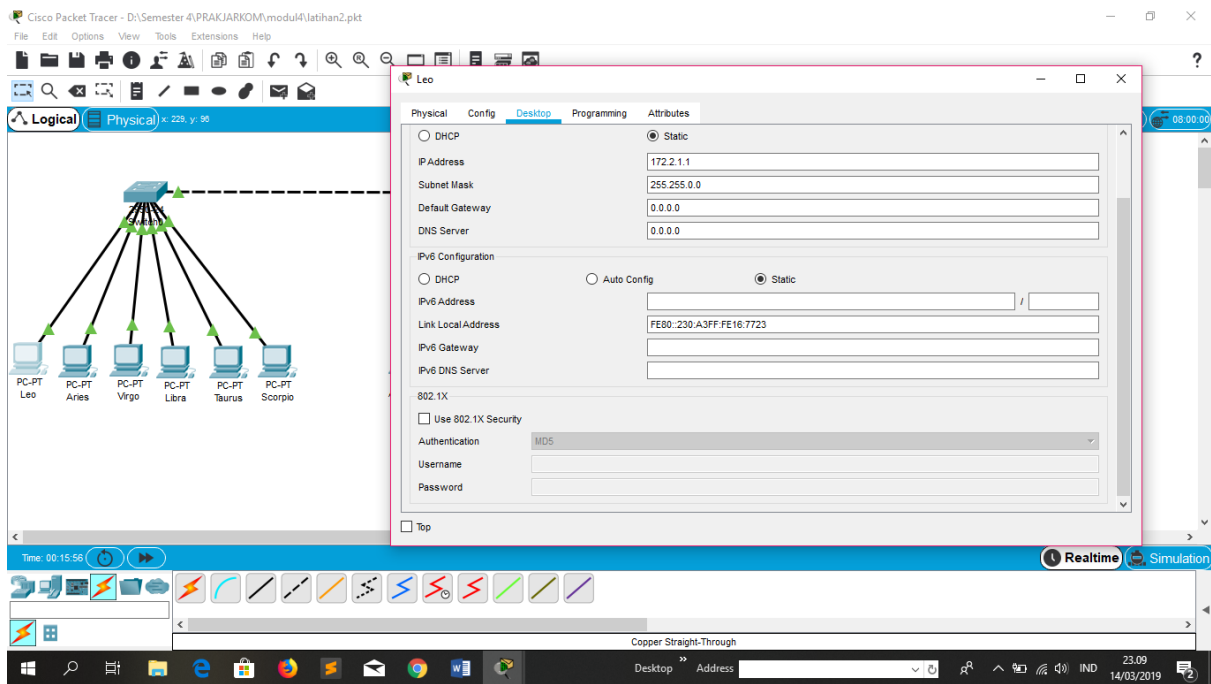 Cisco Packet Tracer - D:\Semester 4\PRAKJARKOM\modul4\latihan2.pkt
File Edit Options View Tools Extensions Help
?
Logical Physical x: 229, y: 96
08:00:00
Leo
Physical Config Desktop Programming Attributes
DHCP Static
IP Address 172.2.1.1
Subnet Mask 255.255.0.0
Default Gateway 0.0.0.0
DNS Server 0.0.0.0
IPv6 Configuration
DHCP Auto Config Static
IPv6 Address /
Link Local Address FE80::230:A3FF:FE16:7723
IPv6 Gateway
IPv6 DNS Server
802.1X
Use 802.1X Security
Authentication MD5
Username
Password
Top
PC-PT
Leo
PC-PT
Aries
PC-PT
Virgo
PC-PT
Libra
PC-PT
Taurus
PC-PT
Scorpio
Time: 00:15:56
Realtime Simulation
Copper Straight-Through
Desktop Address
IND
23.09
14/03/2019
2